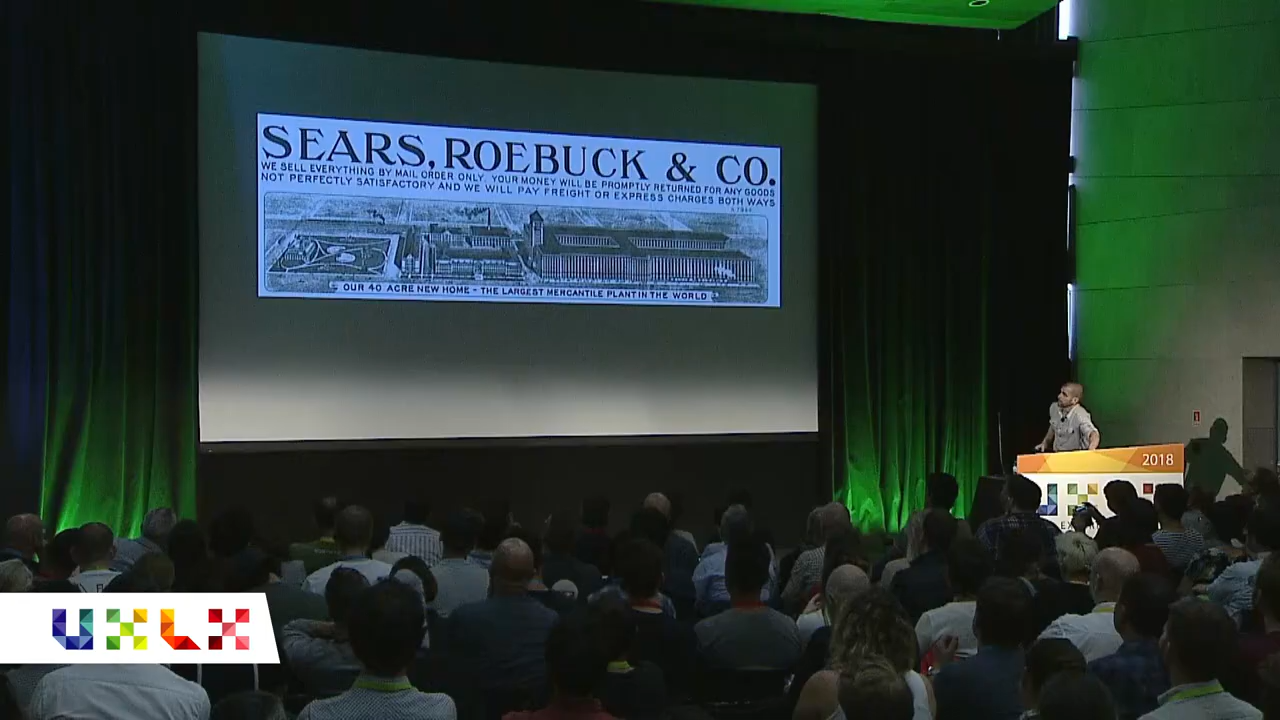 SEARS, ROEBUCK & CO.
WE SELL EVERYTHING BY MAIL ORDER ONLY. YOUR MONEY WILL BE PROMPTLY RETURNED FOR ANY GOODS
NOT PERFECTLY SATISFACTORY AND WE WILL PAY FREIGHT OR EXPRESS CHARGES BOTH WAYS
OUR 40 ACRE NEW HOME - THE LARGEST MERCANTILE PLANT IN THE WORLD
2018
UXLX